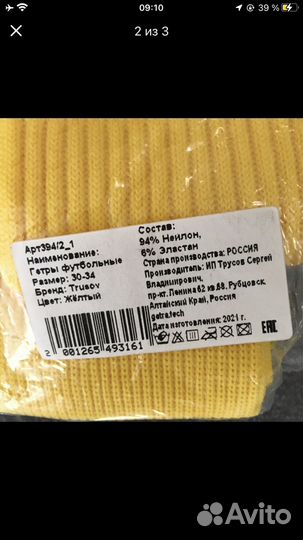 09:10
39 %
2 из 3
Арт394/2_1
Наименование:
Гетры футбольные
Размер: 30-34
Бренд: Trusov
Цвет: Жёлтый
Состав:
94% Нейлон,
6% Эластан
Страна производства: РОССИЯ
Производитель: ИП Трусов Сергей
Владимирович,
пр-кт. Ленина 62 кв.68, Рубцовск,
Алтайский Край, Россия
getra.tech
Дата изготовления: 2021 г.
EAC
2 001265 493161
Avito